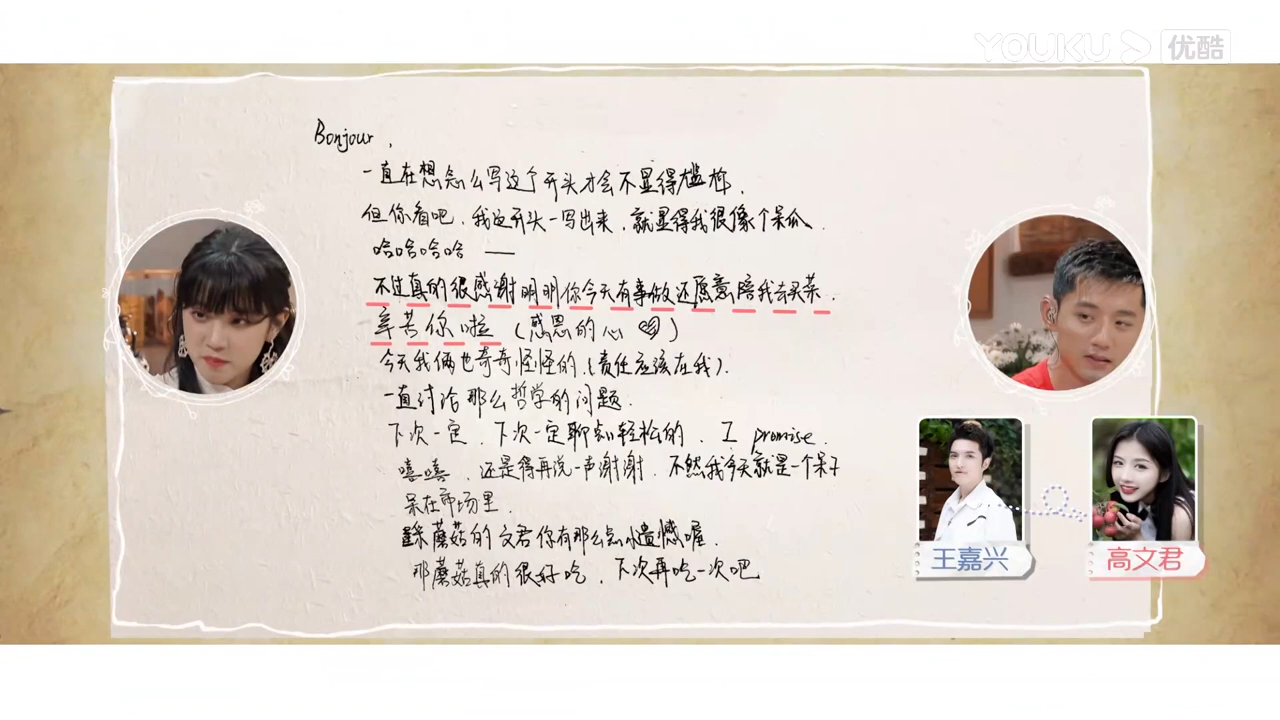 YOUKU 优酷
Bonjour,
一直在想怎么写这个开头才会不显得尴尬.
但你看吧.我这开头一写出来.就显得我很像个呆瓜.
哈哈哈哈 ——
不过真的很感谢明明你今天有事做还愿意陪我去买菜.
辛苦你啦 (感恩的心)
今天我俩也奇奇怪怪的.(责任应该在我).
一直讨论那么哲学的问题.
下次一定.下次一定聊点轻松的.I promise.
嘻嘻.还是得再说一声谢谢.不然我今天就是一个呆子
呆在市场里.
蘑菇的文君你有那么点小遗憾喔.
那蘑菇真的很好吃.下次再吃一次吧
王嘉兴
高文君